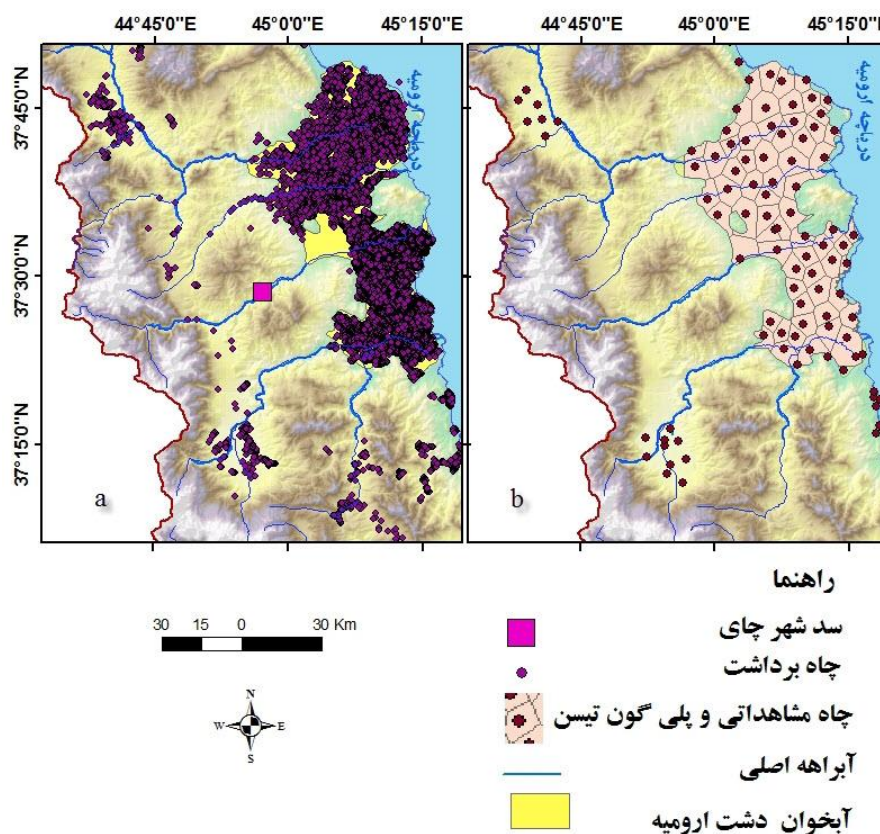 44°45'0"E 45°0'0"E 45°15'0"E 44°45'0"E 45°0'0"E 45°15'0"E
37°45'0"N
37°30'0"N
37°15'0"N
دریاچه ارومیه
دریاچه ارومیه
a
b
راهنما
سد شهر چای
چاه برداشت
چاه مشاهداتی و پلی گون تیسن
آبراهه اصلی
آبخوان دشت ارومیه
30 15 0 30 Km
N
W E
S